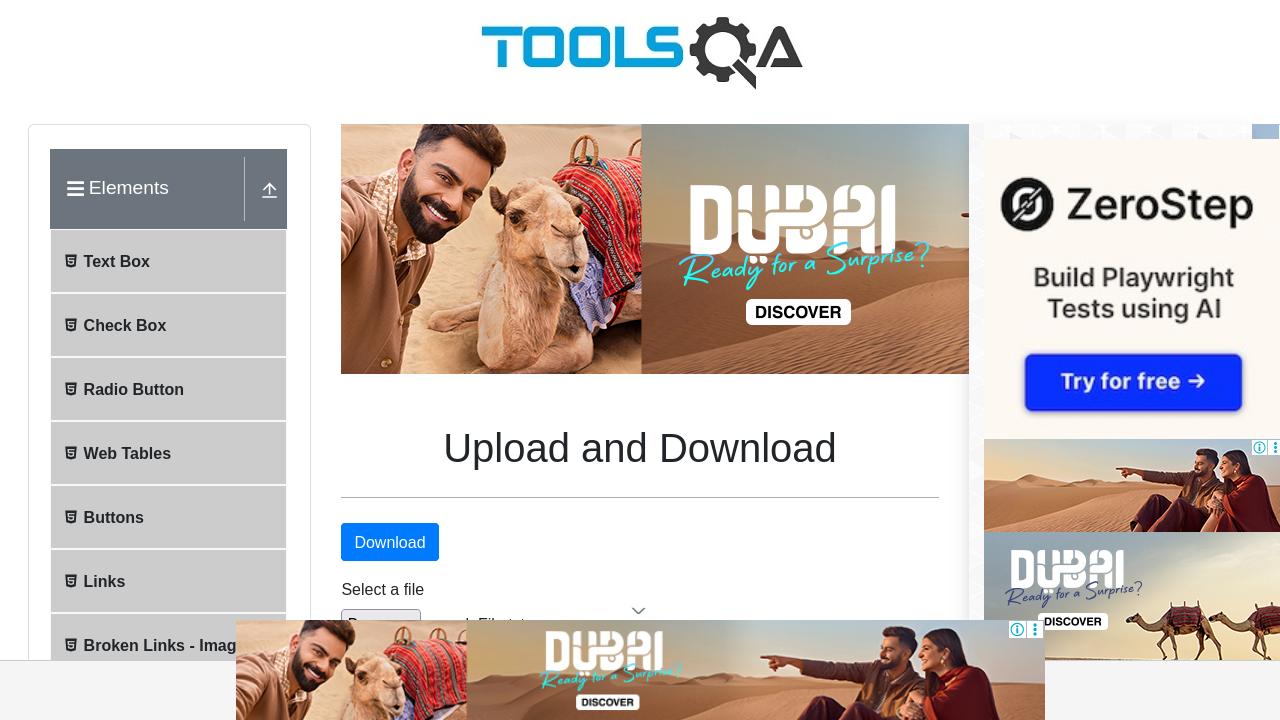 TOOLSQA
Elements
Text Box
Check Box
Radio Button
Web Tables
Buttons
Links
Broken Links - Imag
DUBAI
Ready for a Surprise?
DISCOVER
Upload and Download
Download
Select a file
ZeroStep
Build Playwright
Tests using AI
Try for free →
DUBAI
Ready for a Surprise?
DISCOVER
DUBAI
Ready for a Surprise?
DISCOVER